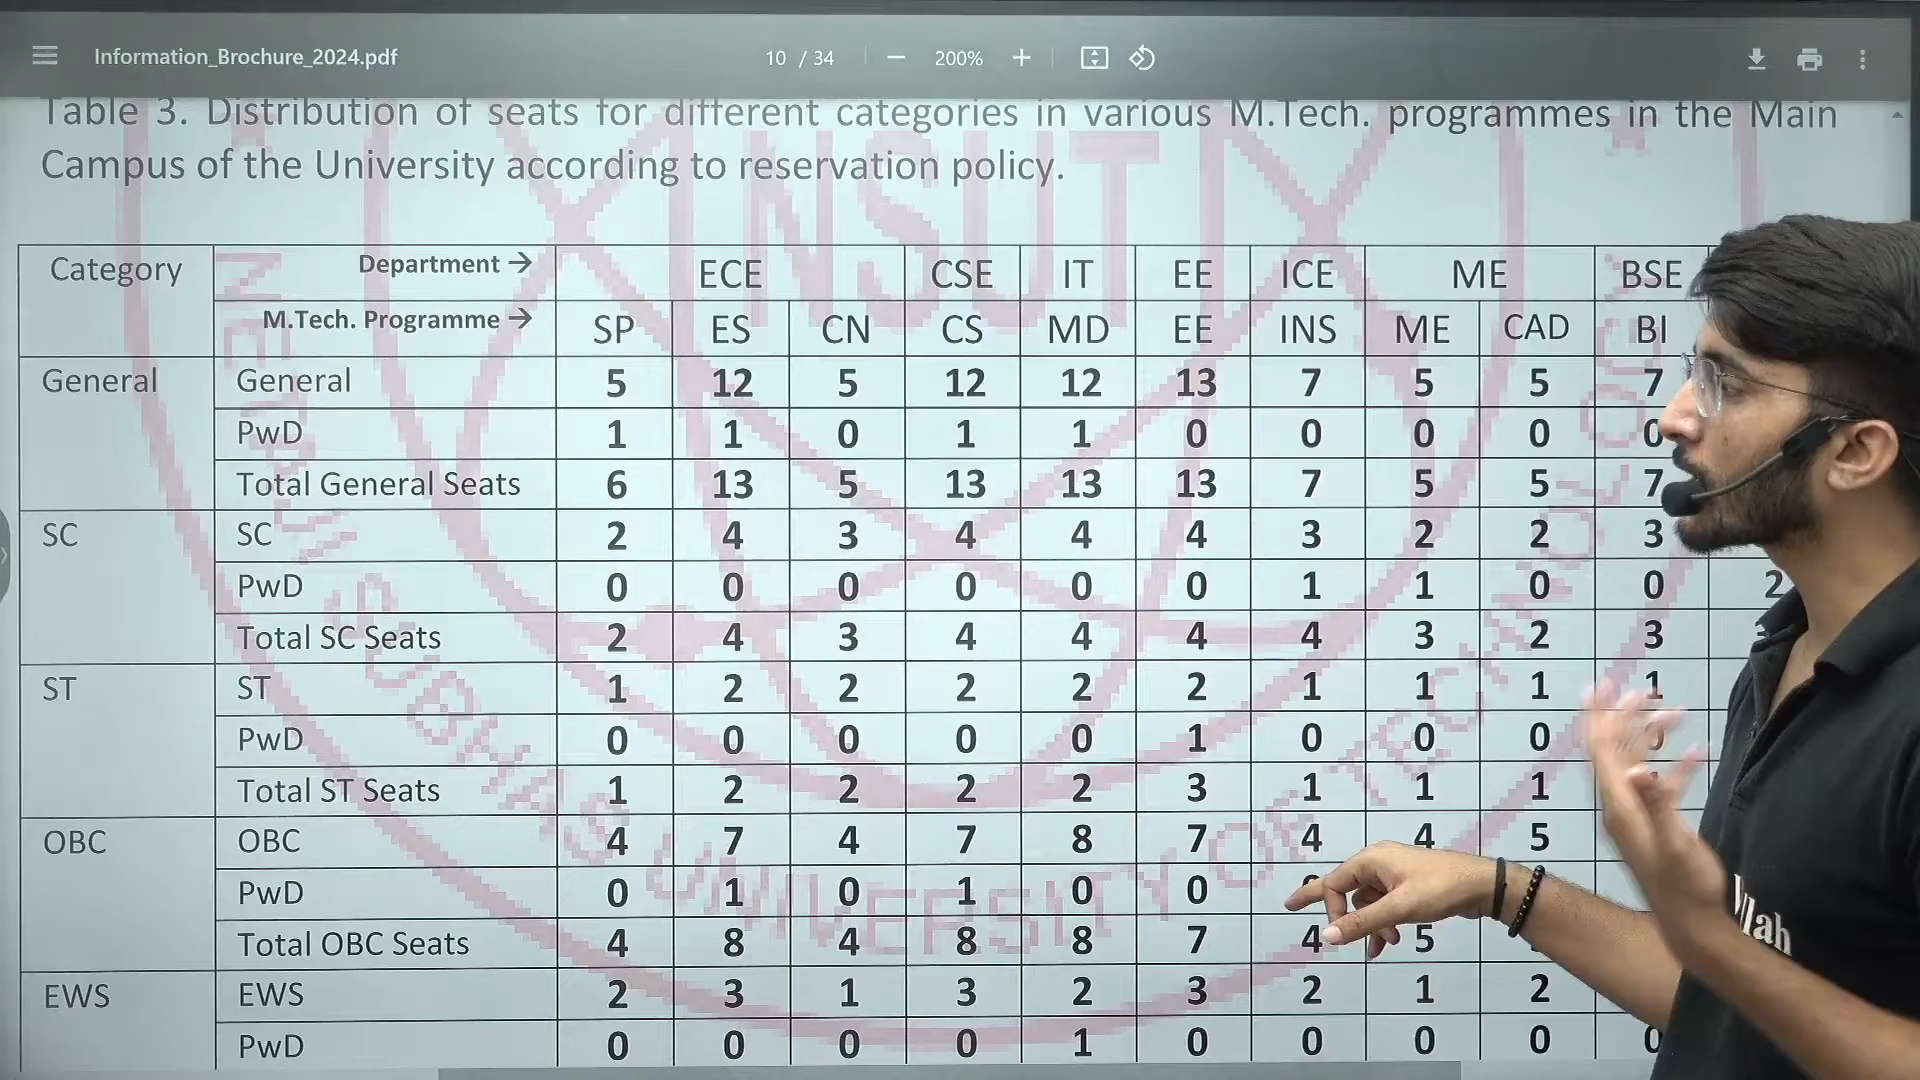 Information_Brochure_2024.pdf 10 / 34 200%
Table 3. Distribution of seats for different categories in various M.Tech. programmes in the Main
Campus of the University according to reservation policy.
Category Department → ECE CSE IT EE ICE ME BSE
M.Tech. Programme → SP ES CN CS MD EE INS ME CAD BI
General General 5 12 5 12 12 13 7 5 5 7
PwD 1 1 0 1 1 0 0 0 0 0
Total General Seats 6 13 5 13 13 13 7 5 5 7
SC SC 2 4 3 4 4 4 3 2 2 3
PwD 0 0 0 0 0 0 1 1 0 0 2
Total SC Seats 2 4 3 4 4 4 4 3 2 3
ST ST 1 2 2 2 2 2 1 1 1 1
PwD 0 0 0 0 0 1 0 0 0
Total ST Seats 1 2 2 2 2 3 1 1 1
OBC OBC 4 7 4 7 8 7 4 4 5
PwD 0 1 0 1 0 0
Total OBC Seats 4 8 4 8 8 7 4 5
EWS EWS 2 3 1 3 2 3 2 1 2
PwD 0 0 0 0 1 0 0 0 0 0
NSUT
SUBHAS UNIVERSITY OF